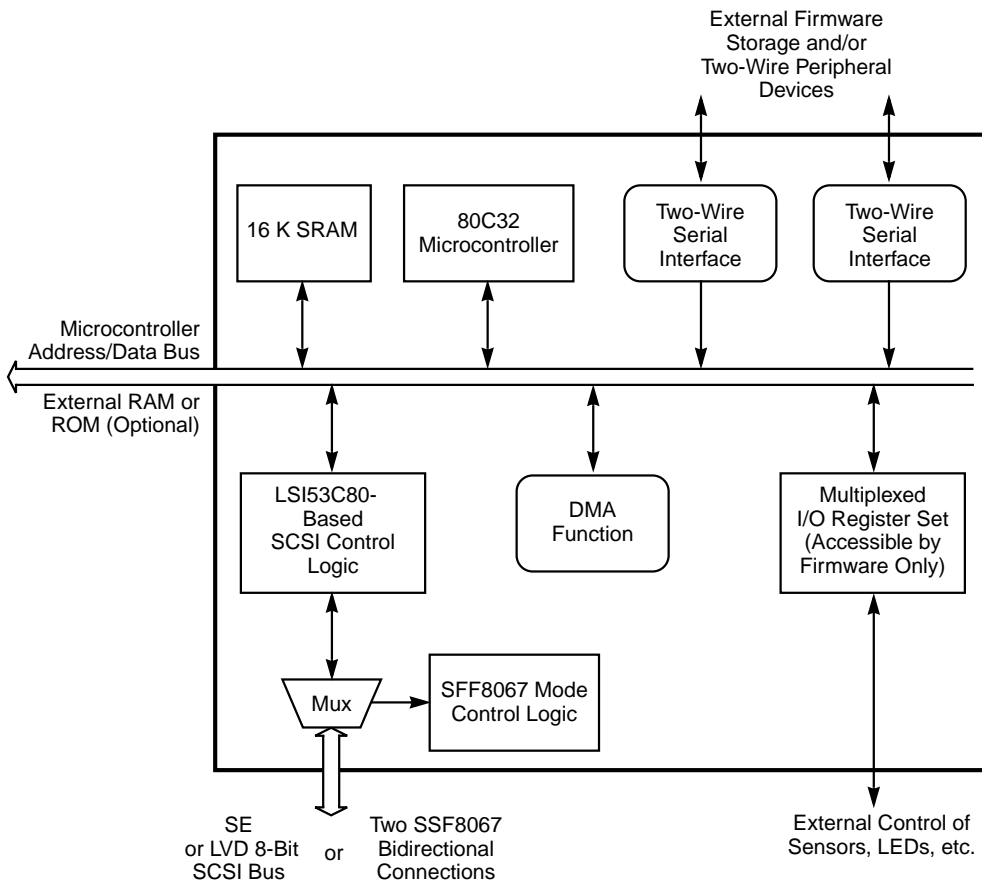 External Firmware
Storage and/or
Two-Wire Peripheral
Devices
16 K SRAM
80C32
Microcontroller
Two-Wire
Serial
Interface
Two-Wire
Serial
Interface
Microcontroller
Address/Data Bus
External RAM or
ROM (Optional)
LSI53C80-
Based
SCSI Control
Logic
DMA
Function
Multiplexed
I/O Register Set
(Accessible by
Firmware Only)
Mux
SFF8067 Mode
Control Logic
SE
or LVD 8-Bit
SCSI Bus
or
Two SSF8067
Bidirectional
Connections
External Control of
Sensors, LEDs, etc.